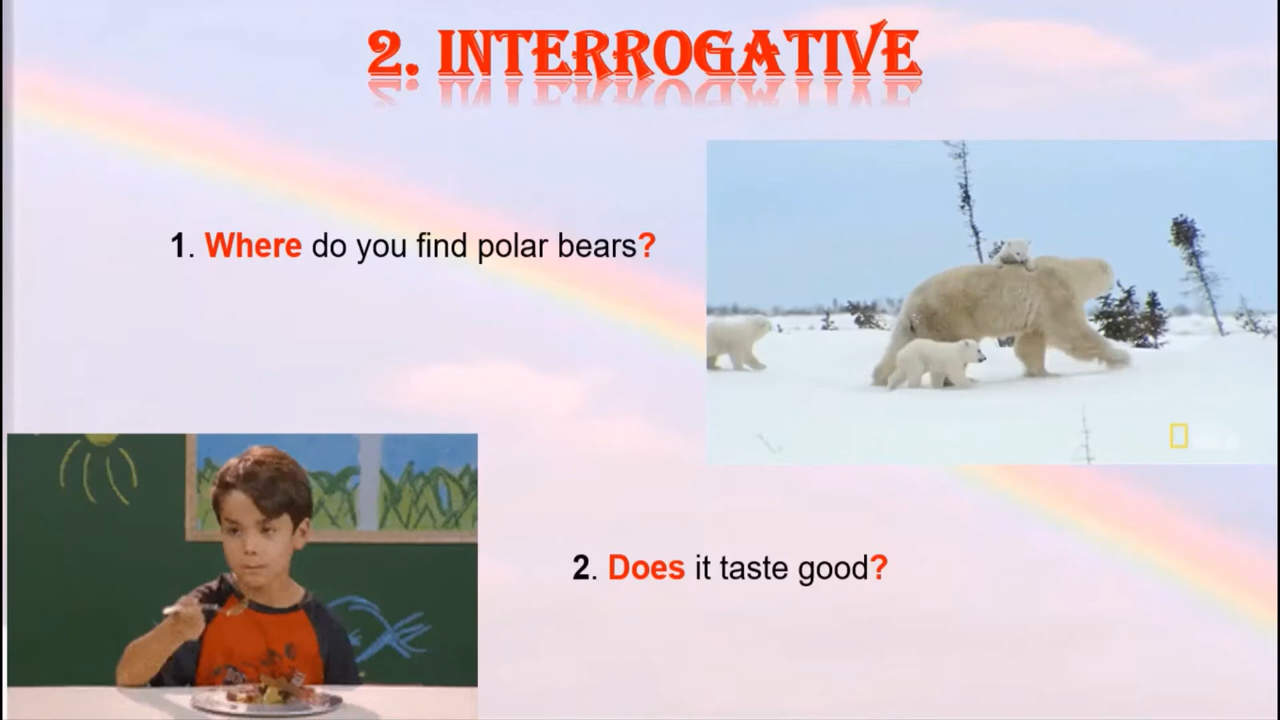 2. INTERROGATIVE
1. Where do you find polar bears?
2. Does it taste good?